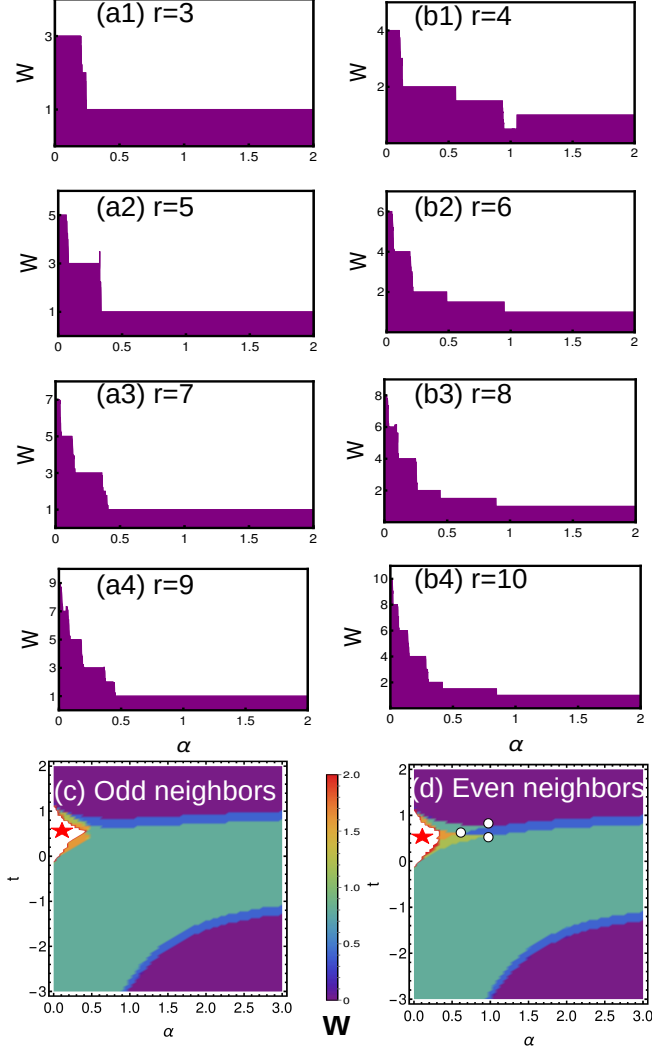 (a1) r=3
W
3
1
0 0.5 1 1.5 2
(b1) r=4
W
4
2
0 0.5 1 1.5 2
(a2) r=5
W
5
3
1
0 0.5 1 1.5 2
(b2) r=6
W
6
4
2
0 0.5 1 1.5 2
(a3) r=7
W
7
5
3
1
0 0.5 1 1.5 2
(b3) r=8
W
8
6
4
2
0 0.5 1 1.5 2
(a4) r=9
W
9
7
5
3
1
0 0.5 1 1.5 2
α
(b4) r=10
W
10
8
6
4
2
0 0.5 1 1.5 2
α
(c) Odd neighbors
t
2
1
0
−1
−2
−3
0.0 0.5 1.0 1.5 2.0 2.5 3.0
α
2.0
1.5
1.0
0.5
0
W
(d) Even neighbors
t
2
1
0
−1
−2
−3
0.0 0.5 1.0 1.5 2.0 2.5 3.0
α